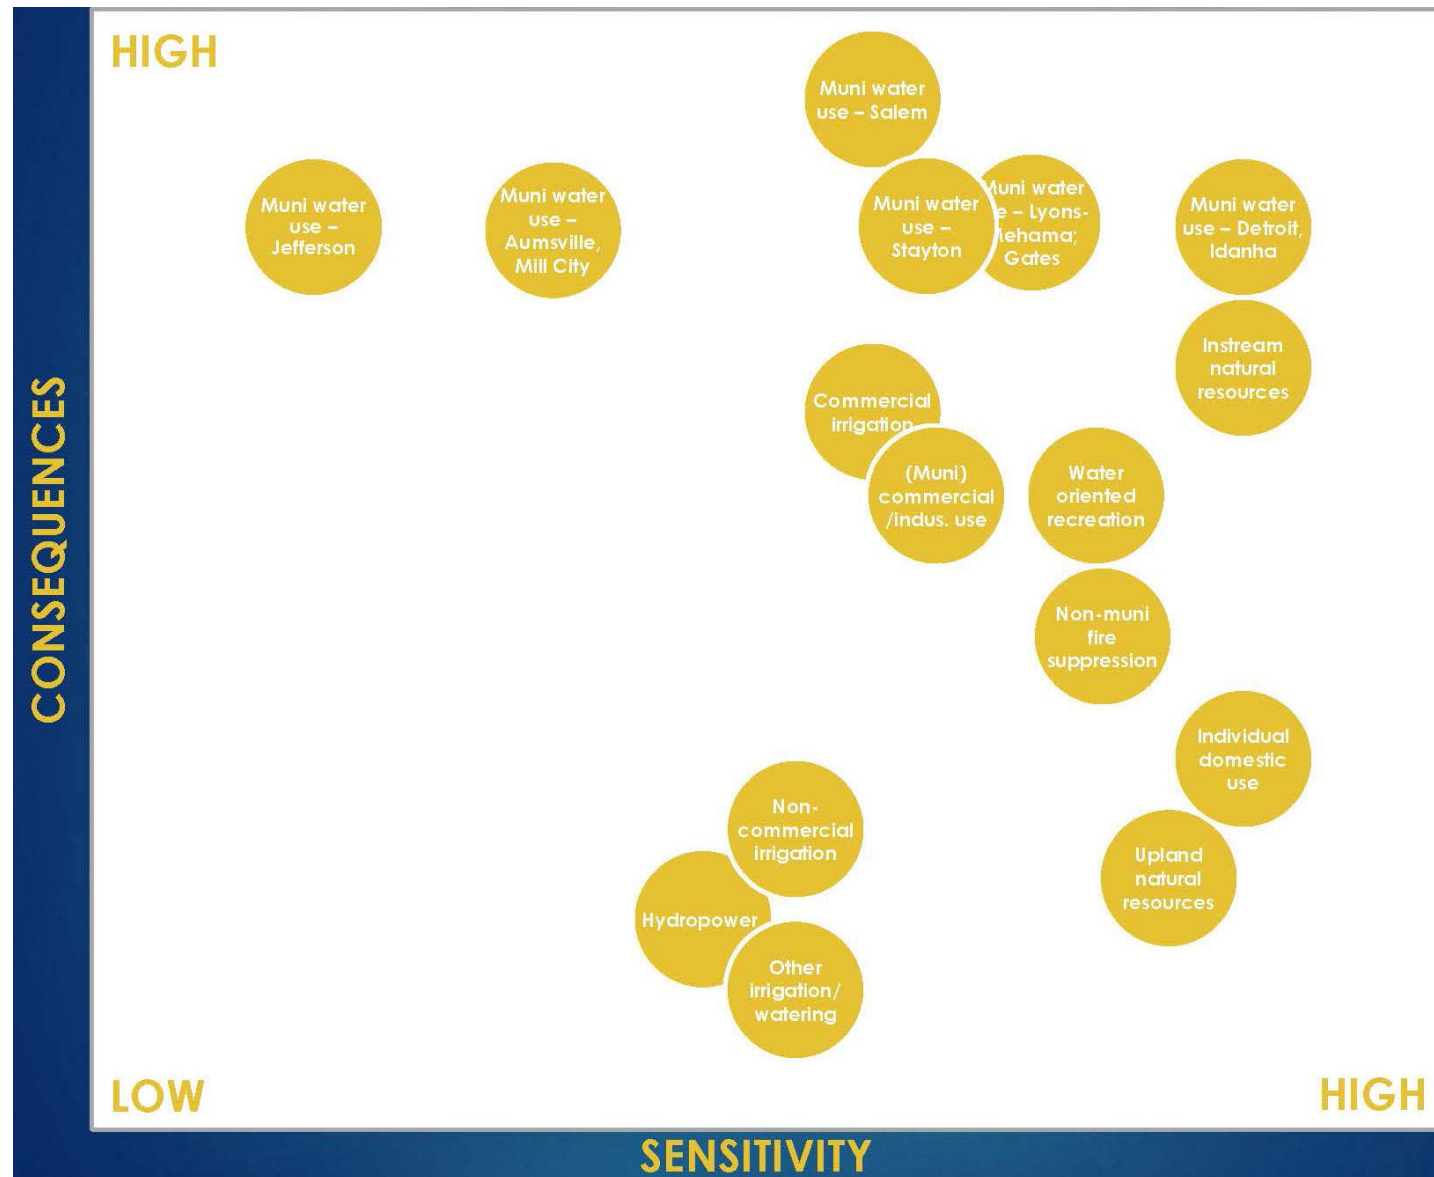 HIGH
Muni water
use – Salem
Muni water
use –
Jefferson
Muni water
use –
Aumsville,
Mill City
Muni water
use –
Stayton
Muni water
– Lyons-
Gates
Muni water
use – Detroit,
Idanha
Instream
natural
resources
Commercial
irrigation
(Muni)
commercial
/indus. use
Water
oriented
recreation
Non-muni
fire
suppression
Individual
domestic
use
Non-
commercial
irrigation
Upland
natural
resources
Hydropower
Other
irrigation/
watering
CONSEQUENCES
LOW
HIGH
SENSITIVITY